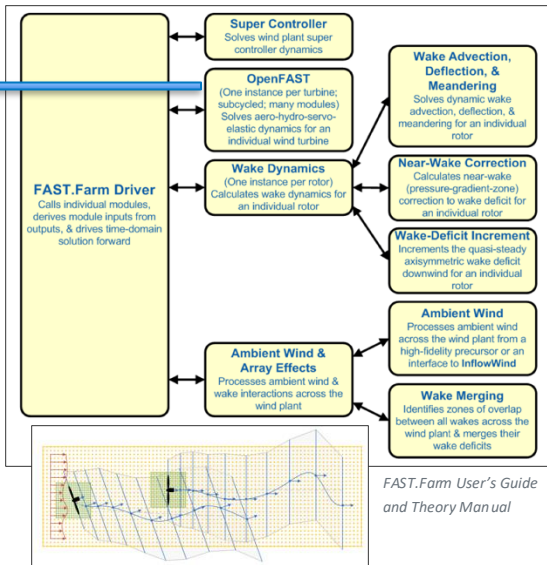 FAST.Farm Driver
Calls individual modules,
derives module inputs from
outputs, & drives time-domain
solution forward
Super Controller
Solves wind plant super
controller dynamics
OpenFAST
(One instance per turbine;
subcycled; many modules)
Solves aero-hydro-servo-
elastic dynamics for an
individual wind turbine
Wake Dynamics
(One instance per rotor)
Calculates wake dynamics for
an individual rotor
Wake Advection,
Deflection, &
Meandering
Solves dynamic wake
advection, deflection, &
meandering for an individual
rotor
Near-Wake Correction
Calculates near-wake
(pressure-gradient-zone)
correction to wake deficit for
an individual rotor
Wake-Deficit Increment
Increments the quasi-steady
axisymmetric wake deficit
downwind for an individual
rotor
Ambient Wind &
Array Effects
Processes ambient wind &
wake interactions across the
wind plant
Ambient Wind
Processes ambient wind
across the wind plant from a
high-fidelity precursor or an
interface to InflowWind
Wake Merging
Identifies zones of overlap
between all wakes across the
wind plant & merges their
wake deficits
FAST.Farm User's Guide
and Theory Manual